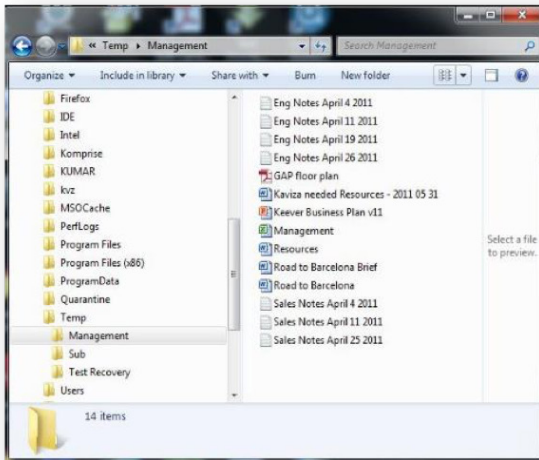 « Temp ▸ Management
Search Management
Organize ▾ Include in library ▾ Share with ▾ Burn New folder
Firefox
IDE
Intel
Komprise
KUMAR
kvz
MSOCache
PerfLogs
Program Files
Program Files (x86)
ProgramData
Quarantine
Temp
Management
Sub
Test Recovery
Users
Eng Notes April 4 2011
Eng Notes April 11 2011
Eng Notes April 19 2011
Eng Notes April 26 2011
GAP floor plan
Kaviza needed Resources - 2011 05 31
Keever Business Plan v11
Management
Resources
Road to Barcelona Brief
Road to Barcelona
Sales Notes April 4 2011
Sales Notes April 11 2011
Sales Notes April 25 2011
Select a file
to preview.
14 items